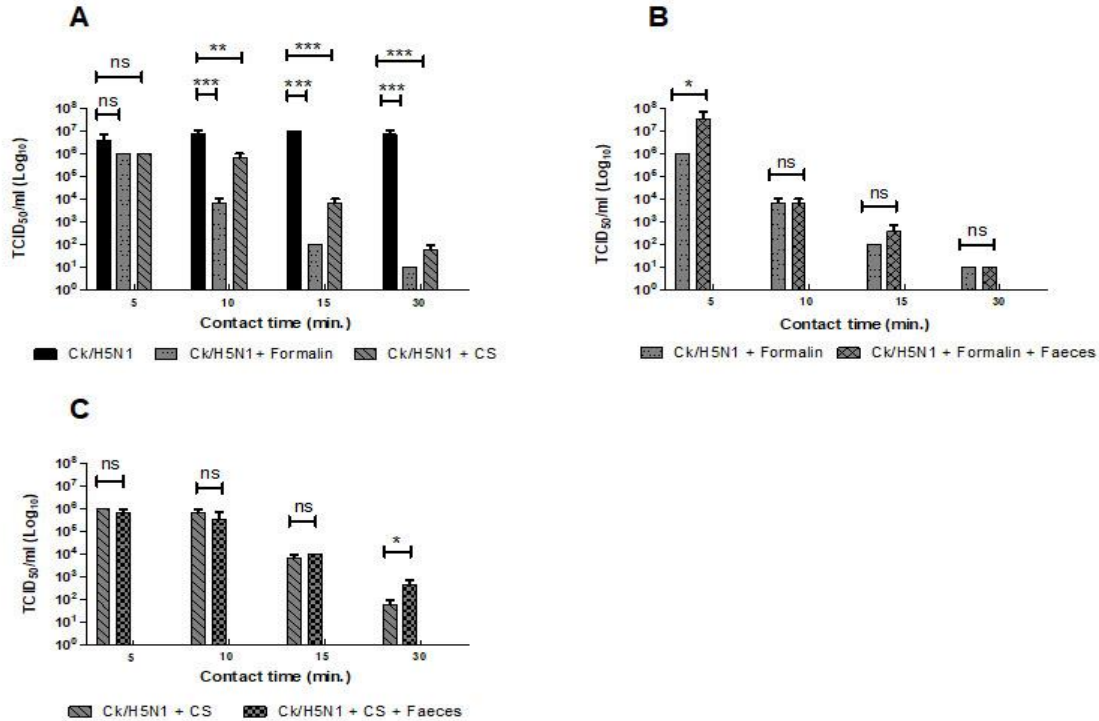 A
ns
ns
**
***
***
***
***
***
10⁸
10⁷
10⁶
10⁵
10⁴
10³
10²
10¹
10⁰
TCID₅₀/ml (Log₁₀)
5 10 15 30
Contact time (min.)
Ck/H5N1 Ck/H5N1 + Formalin Ck/H5N1 + CS
B
*
ns
ns
ns
10⁸
10⁷
10⁶
10⁵
10⁴
10³
10²
10¹
10⁰
TCID₅₀/ml (Log₁₀)
5 10 15 30
Contact time (min.)
Ck/H5N1 + Formalin Ck/H5N1 + Formalin + Faeces
C
ns
ns
ns
*
10⁸
10⁷
10⁶
10⁵
10⁴
10³
10²
10¹
10⁰
TCID₅₀/ml (Log₁₀)
5 10 15 30
Contact time (min.)
Ck/H5N1 + CS Ck/H5N1 + CS + Faeces